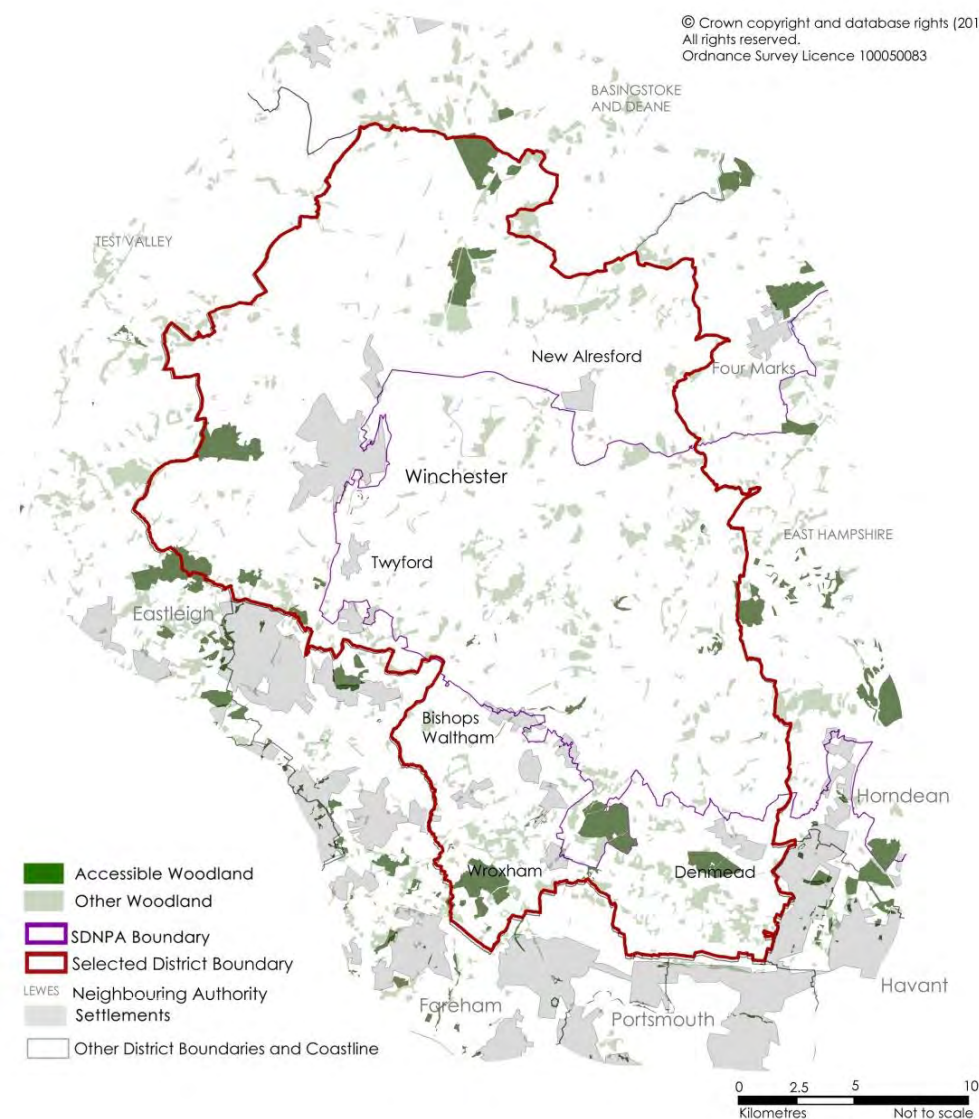 © Crown copyright and database rights (201
All rights reserved.
Ordnance Survey Licence 100050083
BASINGSTOKE
AND DEANE
TEST VALLEY
New Alresford
Four Marks
Winchester
EAST HAMPSHIRE
Twyford
Eastleigh
Bishops
Waltham
Horndean
Wroxham
Denmead
Accessible Woodland
Other Woodland
SDNPA Boundary
Selected District Boundary
LEWES Neighbouring Authority
Settlements
Other District Boundaries and Coastline
Fareham
Portsmouth
Havant
0 2.5 5 10
Kilometres Not to scale